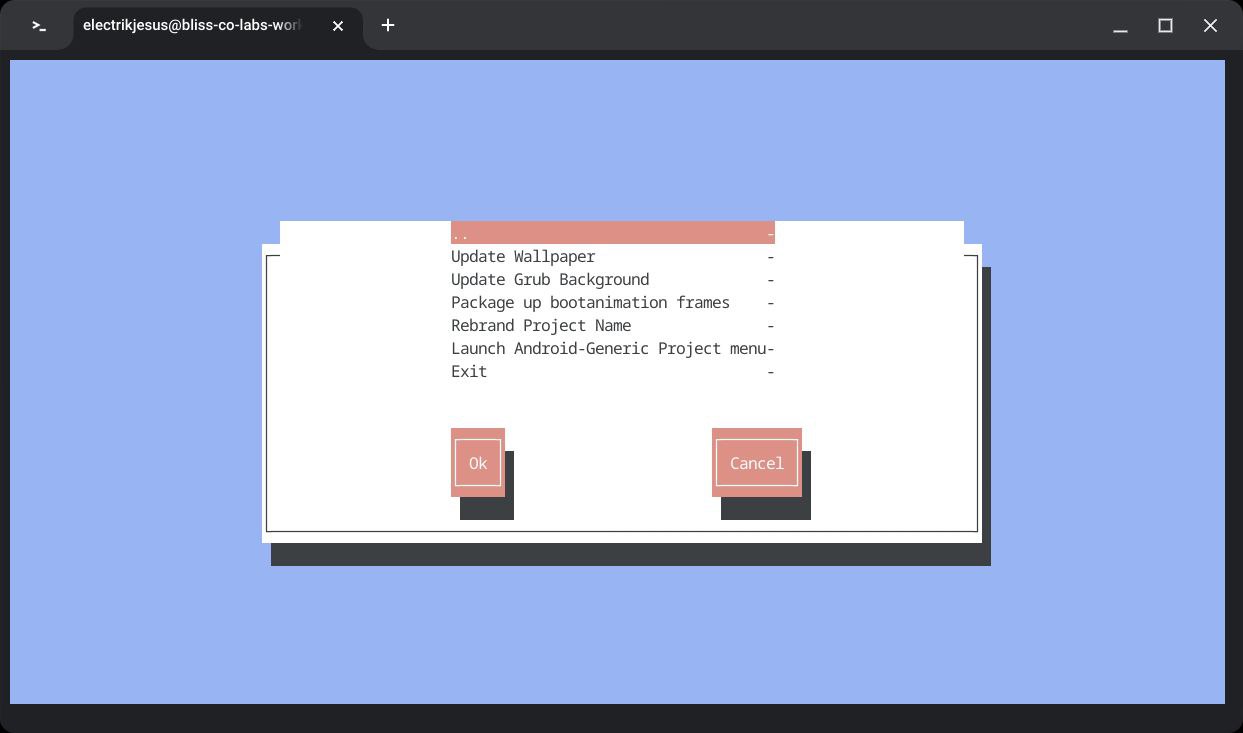 >_ electrikjesus@bliss-co-labs-wor
.. -
Update Wallpaper -
Update Grub Background -
Package up bootanimation frames -
Rebrand Project Name -
Launch Android-Generic Project menu-
Exit -
Ok Cancel